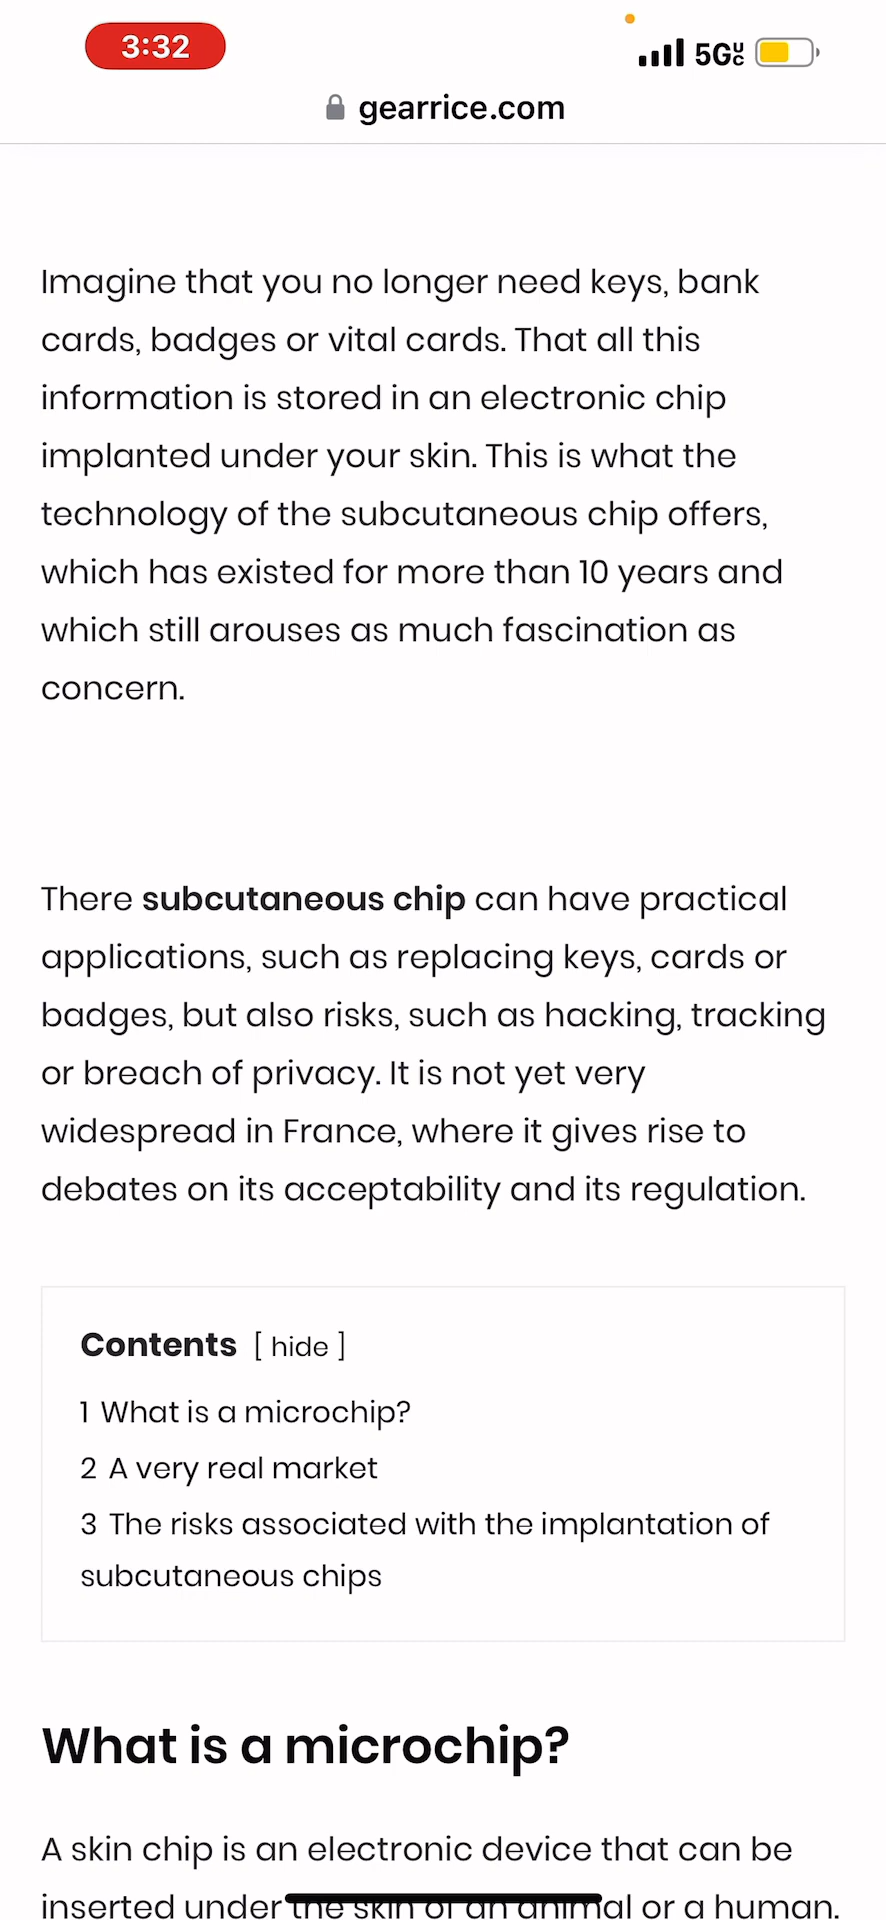 3:32
5GUC
gearrice.com
Imagine that you no longer need keys, bank
cards, badges or vital cards. That all this
information is stored in an electronic chip
implanted under your skin. This is what the
technology of the subcutaneous chip offers,
which has existed for more than 10 years and
which still arouses as much fascination as
concern.
There subcutaneous chip can have practical
applications, such as replacing keys, cards or
badges, but also risks, such as hacking, tracking
or breach of privacy. It is not yet very
widespread in France, where it gives rise to
debates on its acceptability and its regulation.
Contents [ hide ]
1 What is a microchip?
2 A very real market
3 The risks associated with the implantation of
subcutaneous chips
What is a microchip?
A skin chip is an electronic device that can be
inserted under the skin of an animal or a human.